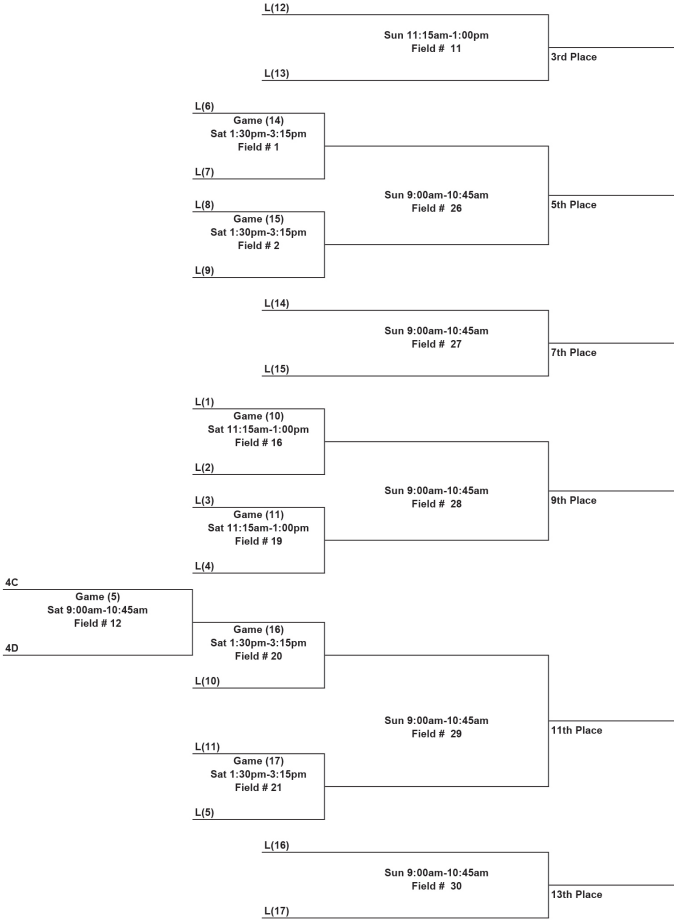 L(12)
Sun 11:15am-1:00pm
Field # 11
3rd Place
L(13)
L(6)
Game (14)
Sat 1:30pm-3:15pm
Field # 1
L(7)
L(8)
Game (15)
Sat 1:30pm-3:15pm
Field # 2
L(9)
Sun 9:00am-10:45am
Field # 26
5th Place
L(14)
Sun 9:00am-10:45am
Field # 27
7th Place
L(15)
L(1)
Game (10)
Sat 11:15am-1:00pm
Field # 16
L(2)
L(3)
Game (11)
Sat 11:15am-1:00pm
Field # 19
L(4)
Sun 9:00am-10:45am
Field # 28
9th Place
4C
Game (5)
Sat 9:00am-10:45am
Field # 12
4D
Game (16)
Sat 1:30pm-3:15pm
Field # 20
L(10)
L(11)
Game (17)
Sat 1:30pm-3:15pm
Field # 21
L(5)
Sun 9:00am-10:45am
Field # 29
11th Place
L(16)
Sun 9:00am-10:45am
Field # 30
13th Place
L(17)